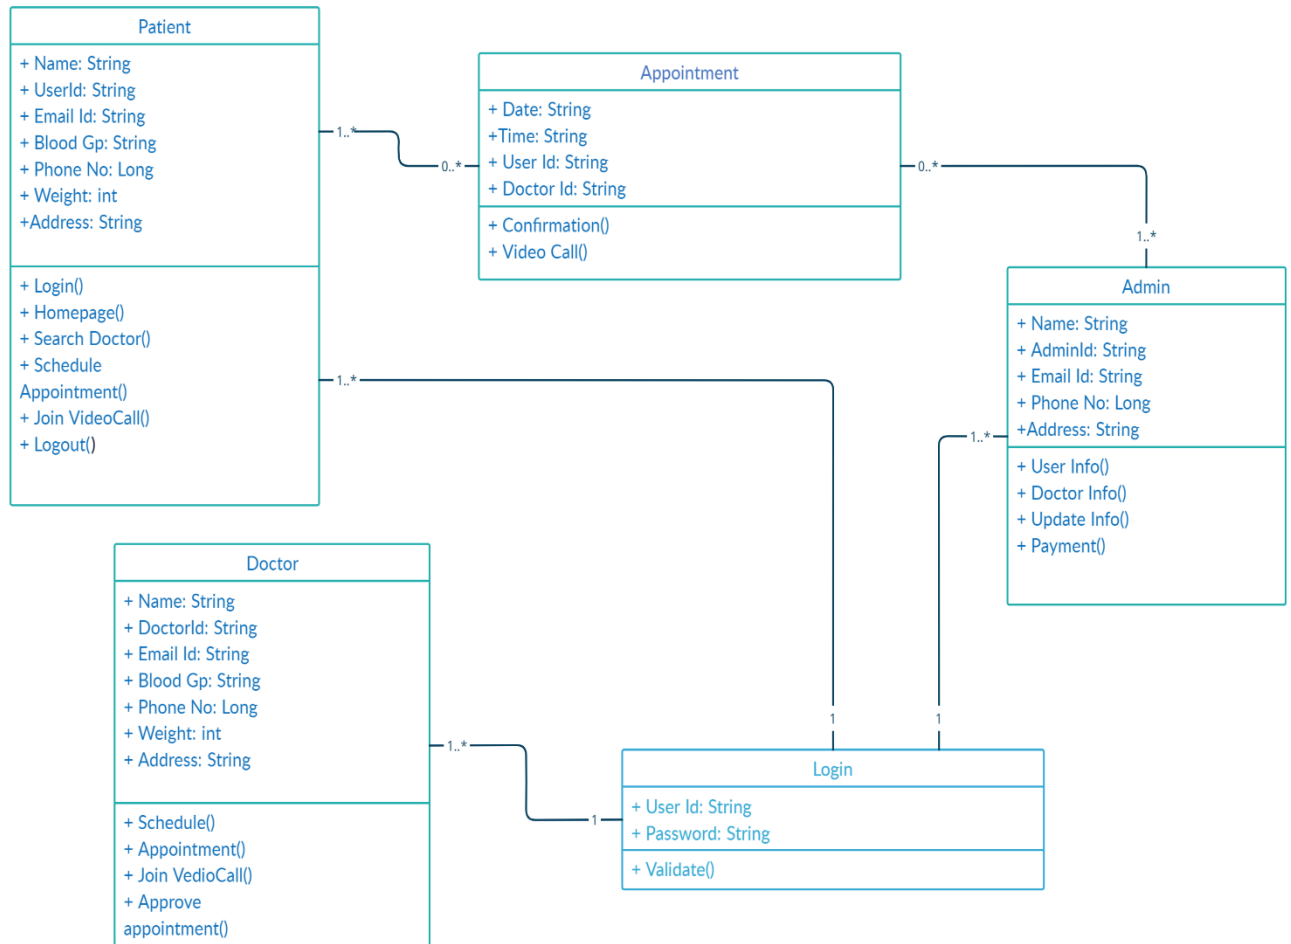 Patient
+ Name: String
+ UserId: String
+ Email Id: String
+ Blood Gp: String
+ Phone No: Long
+ Weight: int
+Address: String
+ Login()
+ Homepage()
+ Search Doctor()
+ Schedule
Appointment()
+ Join VideoCall()
+ Logout()
1..*
0..*
Appointment
+ Date: String
+Time: String
+ User Id: String
+ Doctor Id: String
+ Confirmation()
+ Video Call()
0..*
1..*
Admin
+ Name: String
+ AdminId: String
+ Email Id: String
+ Phone No: Long
+Address: String
+ User Info()
+ Doctor Info()
+ Update Info()
+ Payment()
1..*
1..*
1
1
Doctor
+ Name: String
+ DoctorId: String
+ Email Id: String
+ Blood Gp: String
+ Phone No: Long
+ Weight: int
+ Address: String
+ Schedule()
+ Appointment()
+ Join VedioCall()
+ Approve
appointment()
1..*
1
Login
+ User Id: String
+ Password: String
+ Validate()